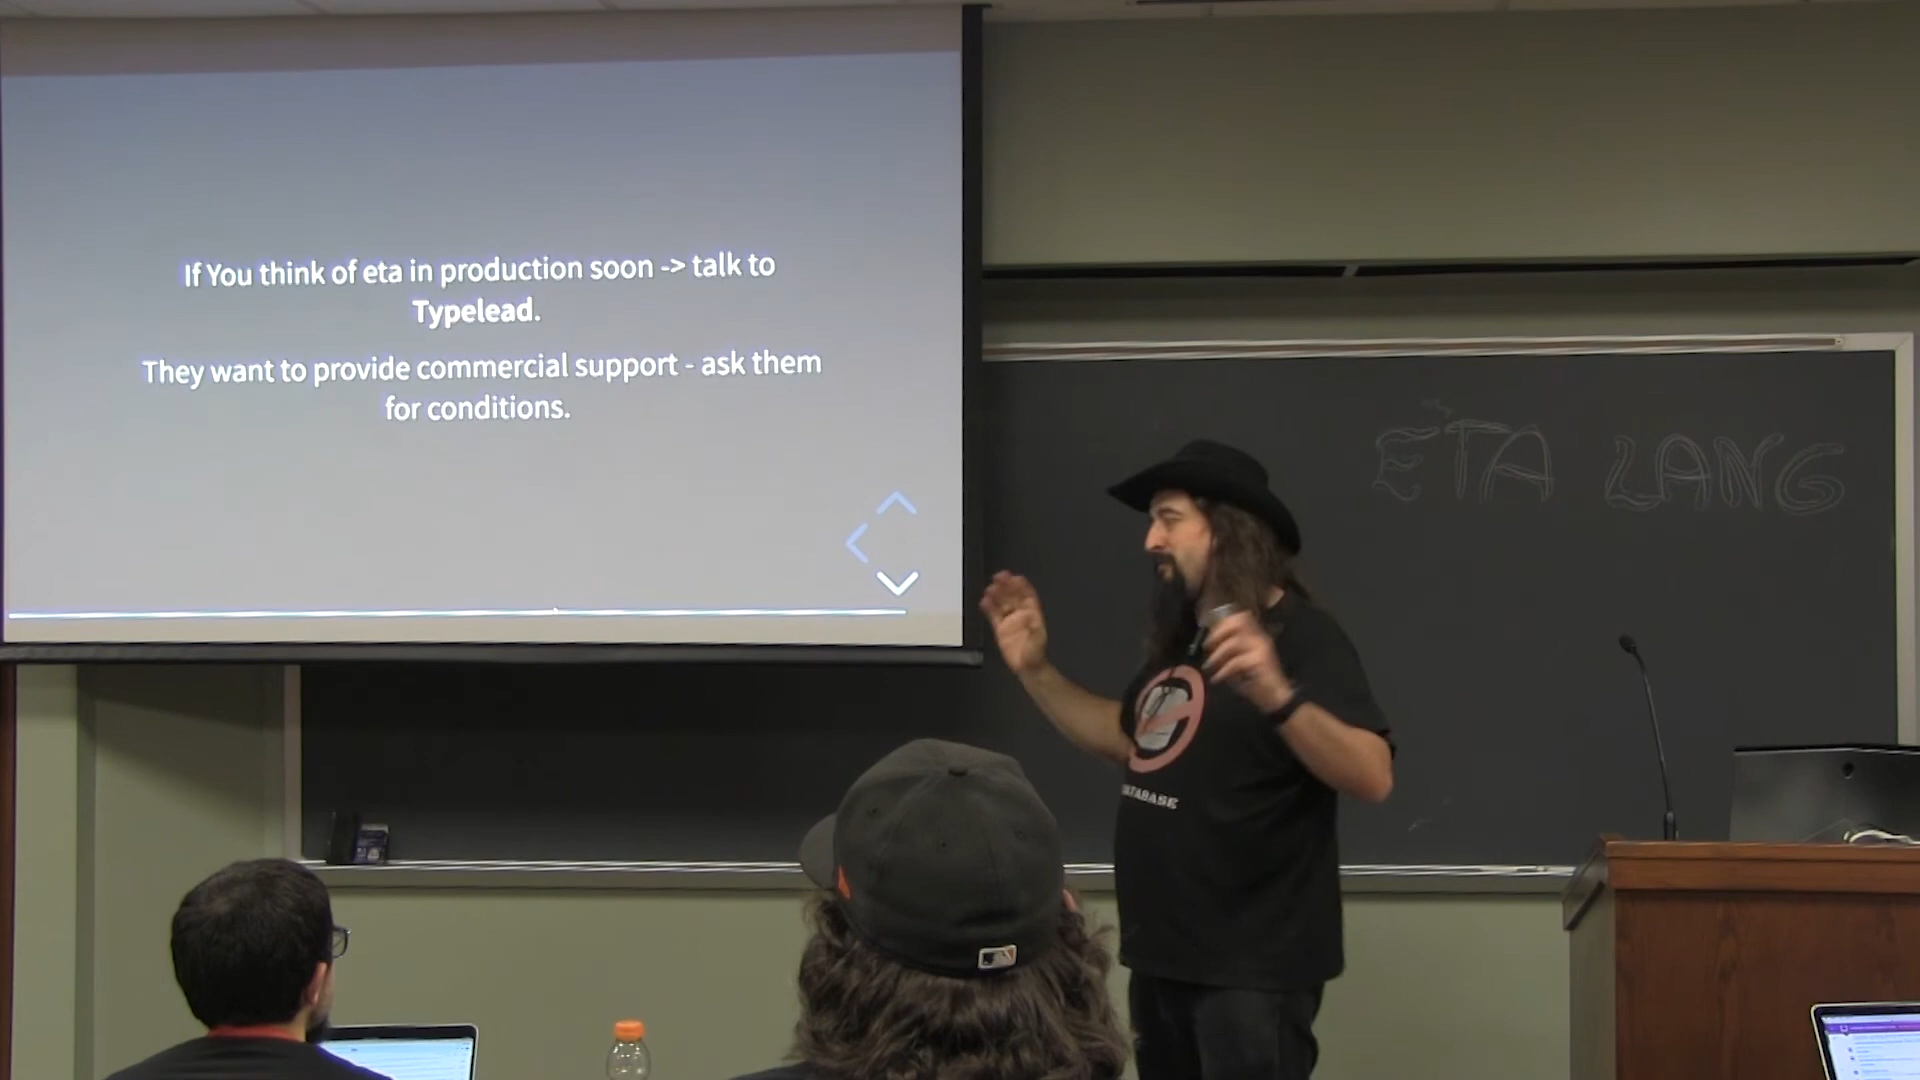 If You think of eta in production soon -> talk to
Typelead.
They want to provide commercial support - ask them
for conditions.
ETA LANG
DATABASE